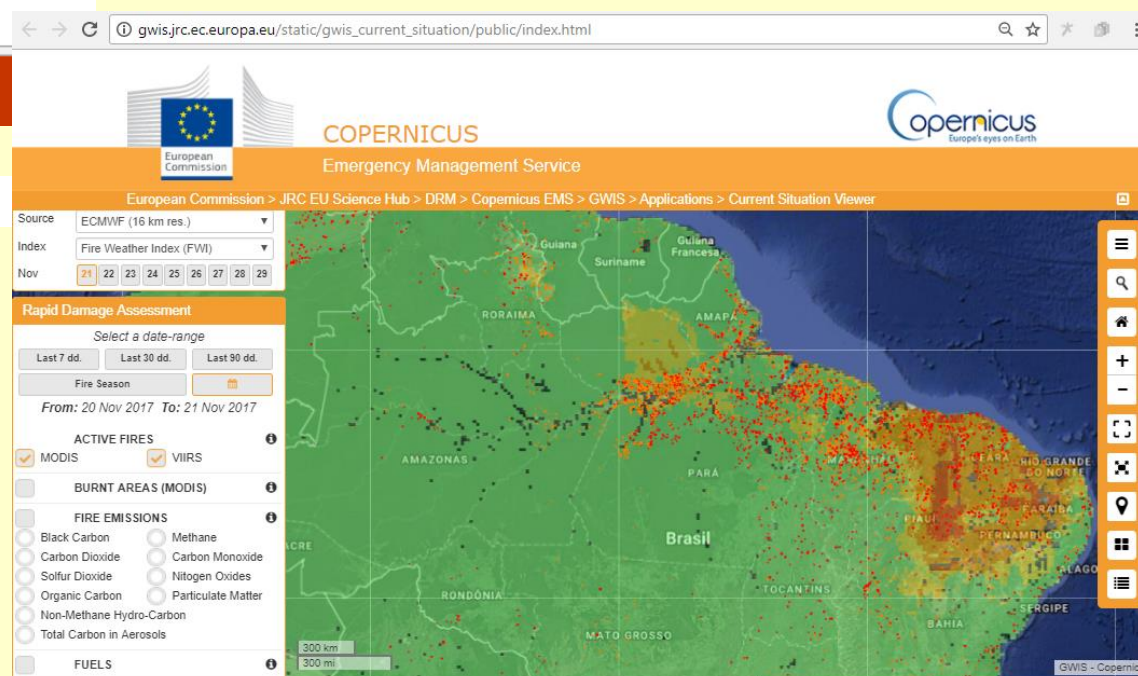 gwis.jrc.ec.europa.eu/static/gwis_current_situation/public/index.html
European
Commission
COPERNICUS
Emergency Management Service
opernicus
Europe's eyes on Earth
European Commission > JRC EU Science Hub > DRM > Copernicus EMS > GWIS > Applications > Current Situation Viewer
Source ECMWF (16 km res.)
Index Fire Weather Index (FWI)
Nov 21 22 23 24 25 26 27 28 29
Rapid Damage Assessment
Select a date-range
Last 7 dd. Last 30 dd. Last 90 dd.
Fire Season
From: 20 Nov 2017 To: 21 Nov 2017
ACTIVE FIRES
MODIS VIIRS
BURNT AREAS (MODIS)
FIRE EMISSIONS
Black Carbon Methane
Carbon Dioxide Carbon Monoxide
Solfur Dioxide Nitogen Oxides
Organic Carbon Particulate Matter
Non-Methane Hydro-Carbon
Total Carbon in Aerosols
FUELS
Guiana
Suriname
Guiana
Francesa
RORAIMA
AMAPÁ
AMAZONAS
PARÁ
CEARÁ
RIO GRANDE
DO NORTE
PARAÍBA
PIAUÍ
PERNAMBUCO
Brasil
ACRE
ALAGO
RONDÔNIA
TOCANTINS
SERGIPE
BAHIA
MATO GROSSO
300 km
300 mi
GWIS - Copernic